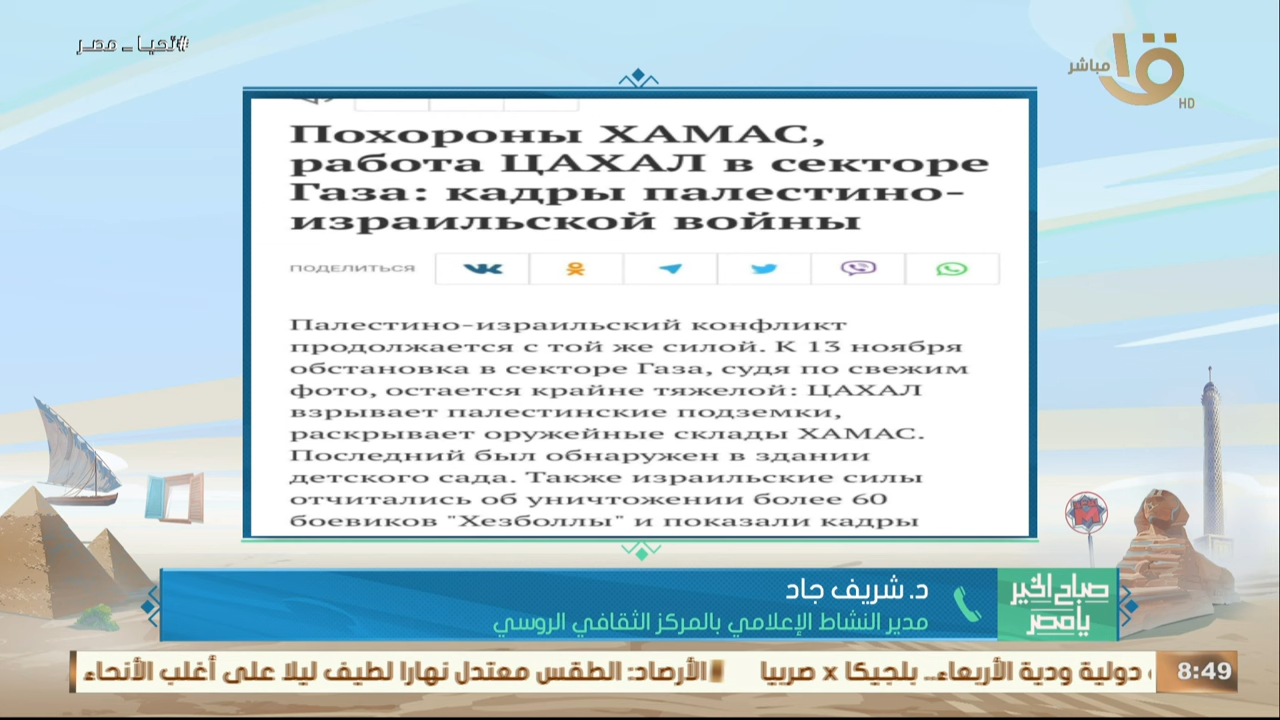 #تحيا_مصر
مباشر
HD
Похороны ХАМАС,
работа ЦАХАЛ в секторе
Газа: кадры палестино-
израильской войны
ПОДЕЛИТЬСЯ
Палестино-израильский конфликт
продолжается с той же силой. К 13 ноября
обстановка в секторе Газа, судя по свежим
фото, остается крайне тяжелой: ЦАХАЛ
взрывает палестинские подземки,
раскрывает оружейные склады ХАМАС.
Последний был обнаружен в здании
детского сада. Также израильские силы
отчитались об уничтожении более 60
боевиков "Хезболлы" и показали кадры
صباح الخير
يا مصر
د. شريف جاد
مدير النشاط الإعلامي بالمركز الثقافي الروسي
8:49
دولية ودية الأربعاء.. بلجيكا x صربيا الأرصاد: الطقس معتدل نهارا لطيف ليلا على أغلب الأنحاء